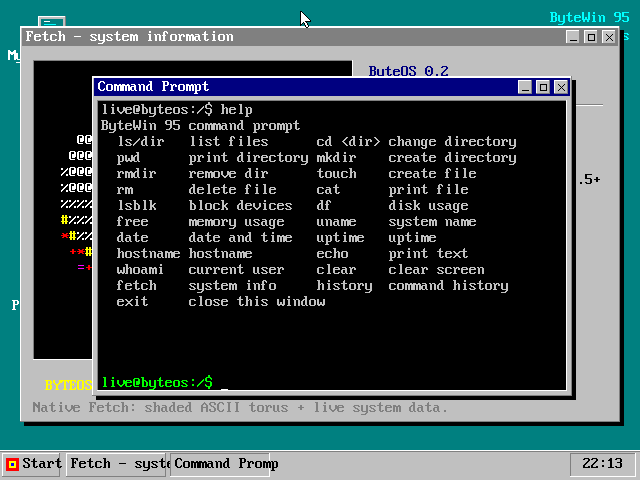 ByteWin 95
Fetch - system information
My
s
ByteOS 0.2
Command Prompt
live@byteos:/$ help
ByteWin 95 command prompt
ls/dir list files cd <dir> change directory
pwd print directory mkdir create directory
rmdir remove dir touch create file
rm delete file cat print file
lsblk block devices df disk usage
free memory usage uname system name
date date and time uptime uptime
hostname hostname echo print text
whoami current user clear clear screen
fetch system info history command history
exit close this window
live@byteos:/$ _
@@
@@@
%@@@
%@@@
%%%%
#%%%
*#%%
+*#
=+
.5+
P
BYTEOS
Native Fetch: shaded ASCII torus + live system data.
Start Fetch - syste Command Promp 22:13